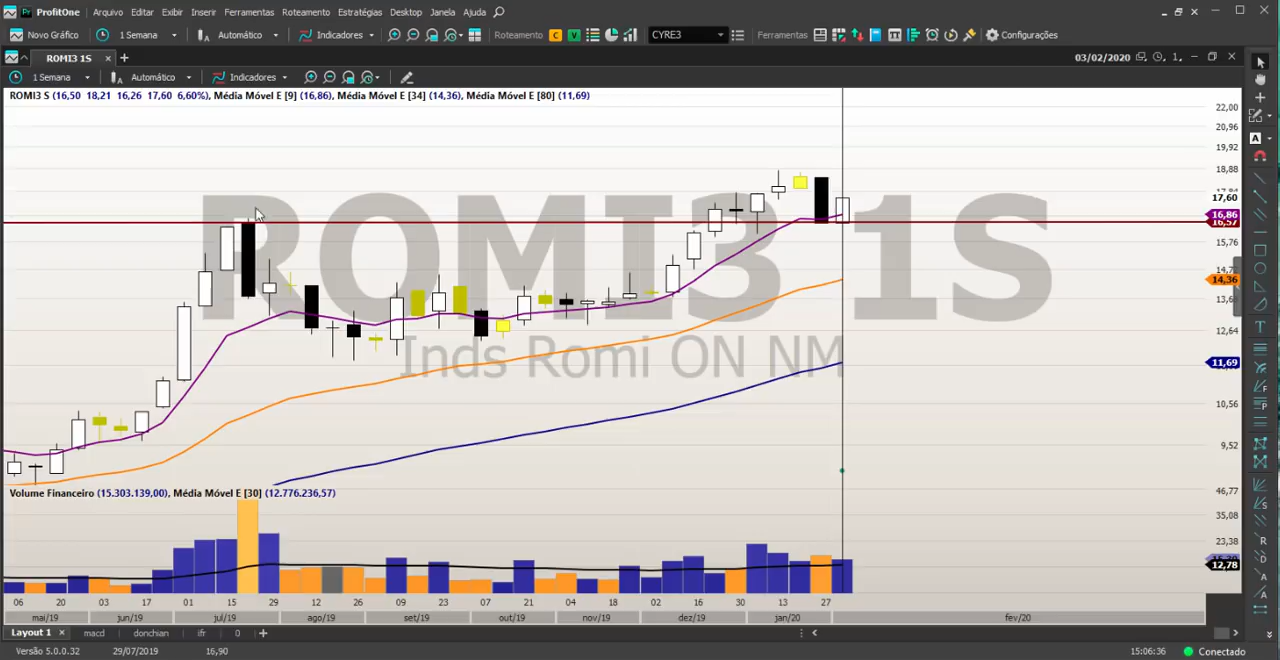 ProfitOne Arquivo Editar Exibir Inserir Ferramentas Roteamento Estratégias Desktop Janela Ajuda
Novo Gráfico 1 Semana Automático Indicadores Roteamento C V CYRE3 Ferramentas Configurações
ROMI3 1S 03/02/2020
1 Semana Automático Indicadores
ROMI3 S (16,50 18,21 16,26 17,60 6,60%), Média Móvel E [9] (16,86), Média Móvel E [34] (14,36), Média Móvel E [80] (11,69)
ROMI3 1S
Inds Romi ON NM
22,00
20,96
19,92
18,88
17,60
16,86
16,57
15,76
14,36
12,64
11,69
10,56
9,52
Volume Financeiro (15.303.139,00), Média Móvel E [30] (12.776.236,57)
46,77
35,08
23,38
12,78
06 20 03 17 01 15 29 12 26 09 23 07 21 04 18 02 16 30 13 27
mai/19 jun/19 jul/19 ago/19 set/19 out/19 nov/19 dez/19 jan/20 fev/20
Layout 1 macd donchian ifr 0
Versão 5.0.0.32 29/07/2019 16,90 15:06:36 Conectado